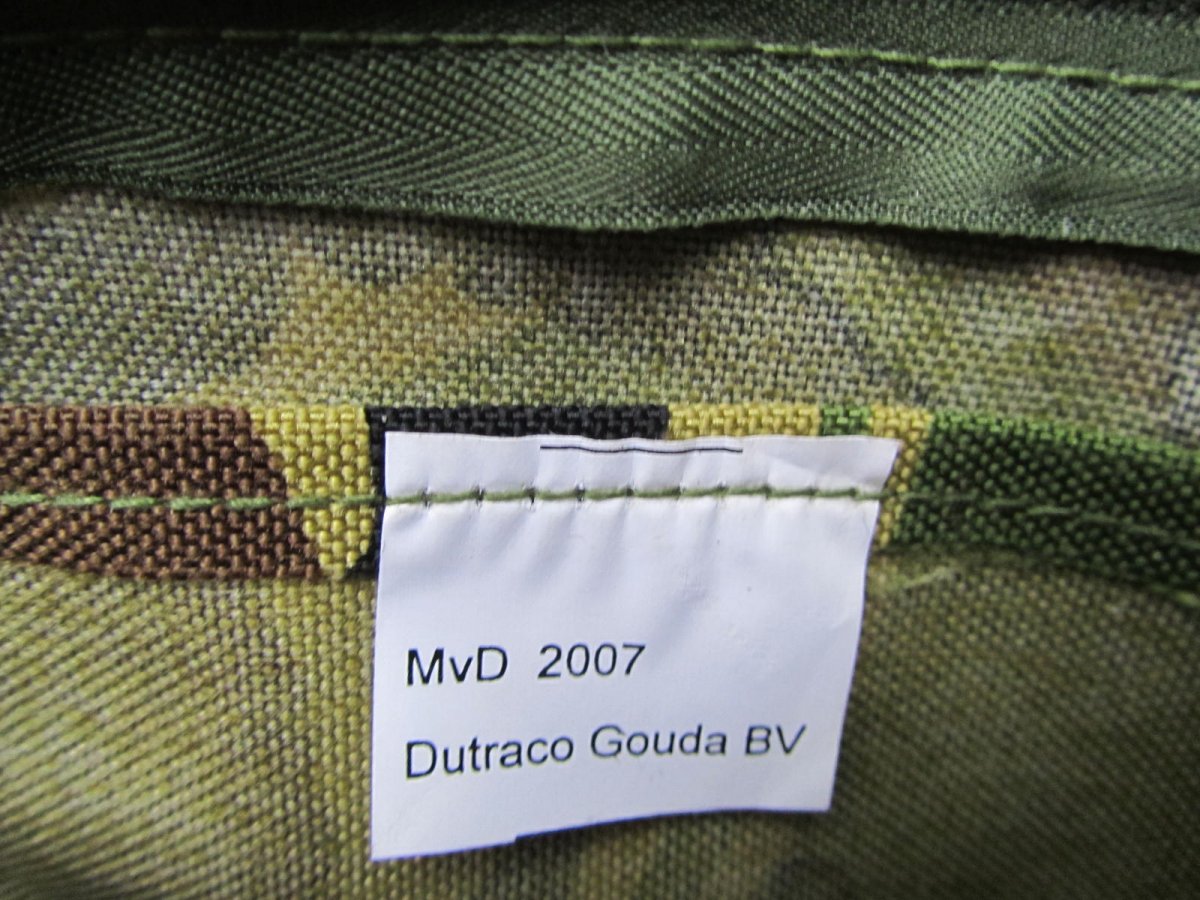 MvD 2007
Dutraco Gouda BV